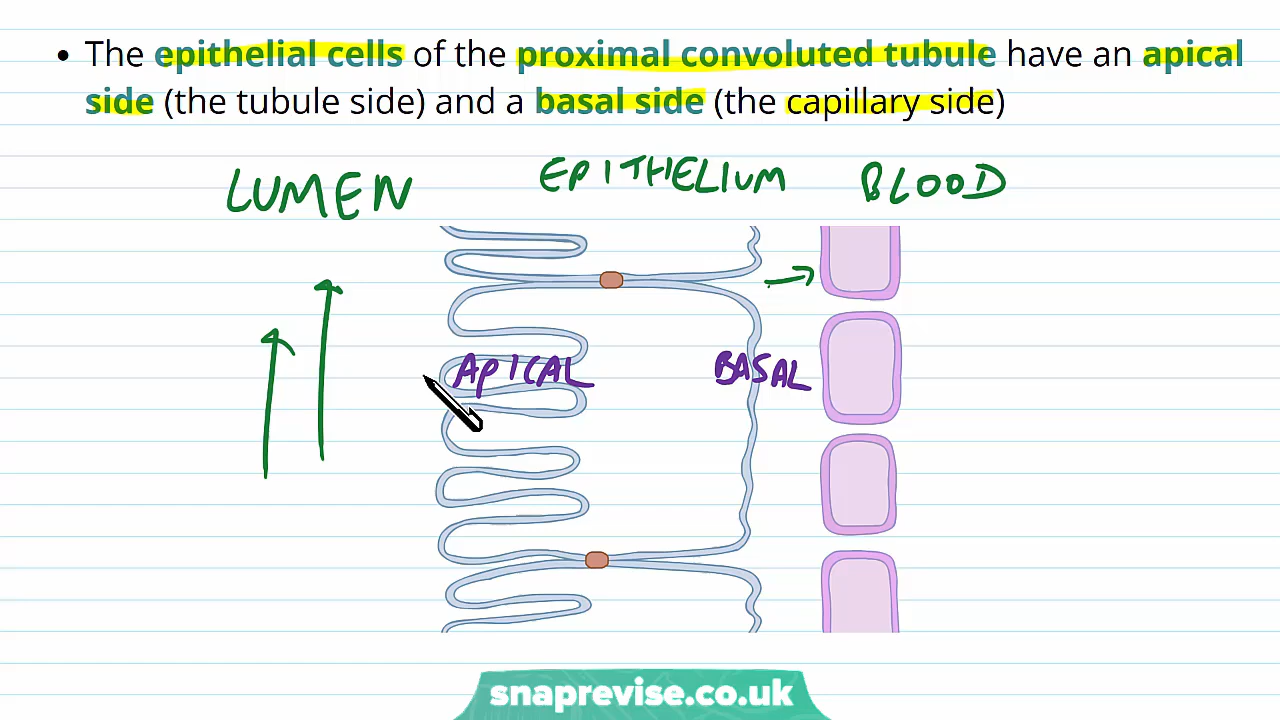 • The epithelial cells of the proximal convoluted tubule have an apical
side (the tubule side) and a basal side (the capillary side)
LUMEN EPITHELIUM BLOOD
APICAL BASAL
snaprevise.co.uk